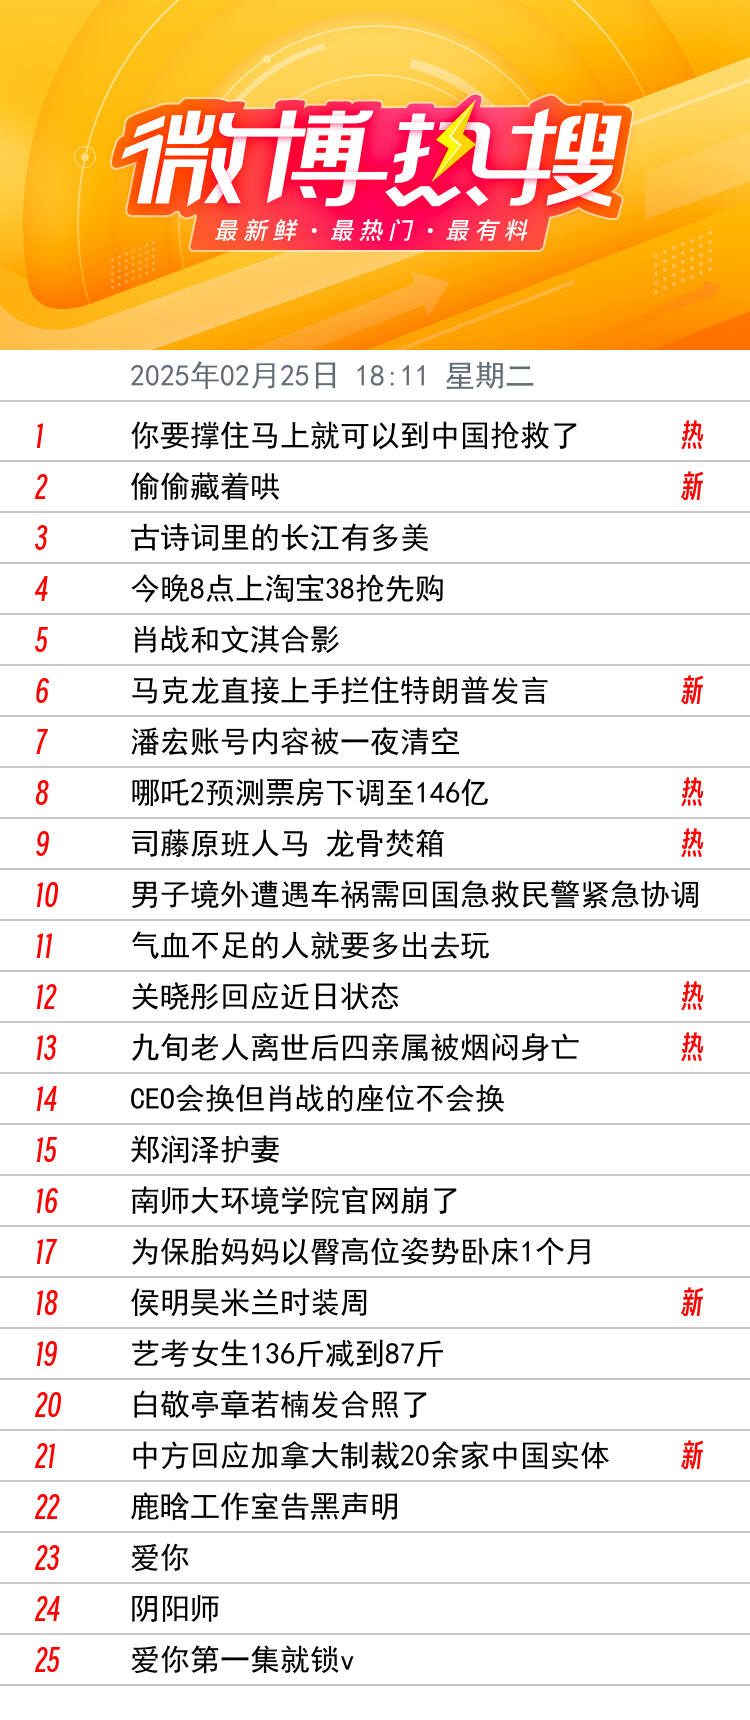 微博热搜
最新鲜·最热门·最有料
2025年02月25日 18:11 星期二
1 你要撑住马上就可以到中国抢救了 热
2 偷偷藏着哄 新
3 古诗词里的长江有多美
4 今晚8点上淘宝38抢先购
5 肖战和文淇合影
6 马克龙直接上手拦住特朗普发言 新
7 潘宏账号内容被一夜清空
8 哪吒2预测票房下调至146亿 热
9 司藤原班人马 龙骨焚箱 热
10 男子境外遭遇车祸需回国急救民警紧急协调
11 气血不足的人就要多出去玩
12 关晓彤回应近日状态 热
13 九旬老人离世后四亲属被烟闷身亡 热
14 CEO会换但肖战的座位不会换
15 郑润泽护妻
16 南师大环境学院官网崩了
17 为保胎妈妈以臀高位姿势卧床1个月
18 侯明昊米兰时装周 新
19 艺考女生136斤减到87斤
20 白敬亭章若楠发合照了
21 中方回应加拿大制裁20余家中国实体 新
22 鹿晗工作室告黑声明
23 爱你
24 阴阳师
25 爱你第一集就锁v